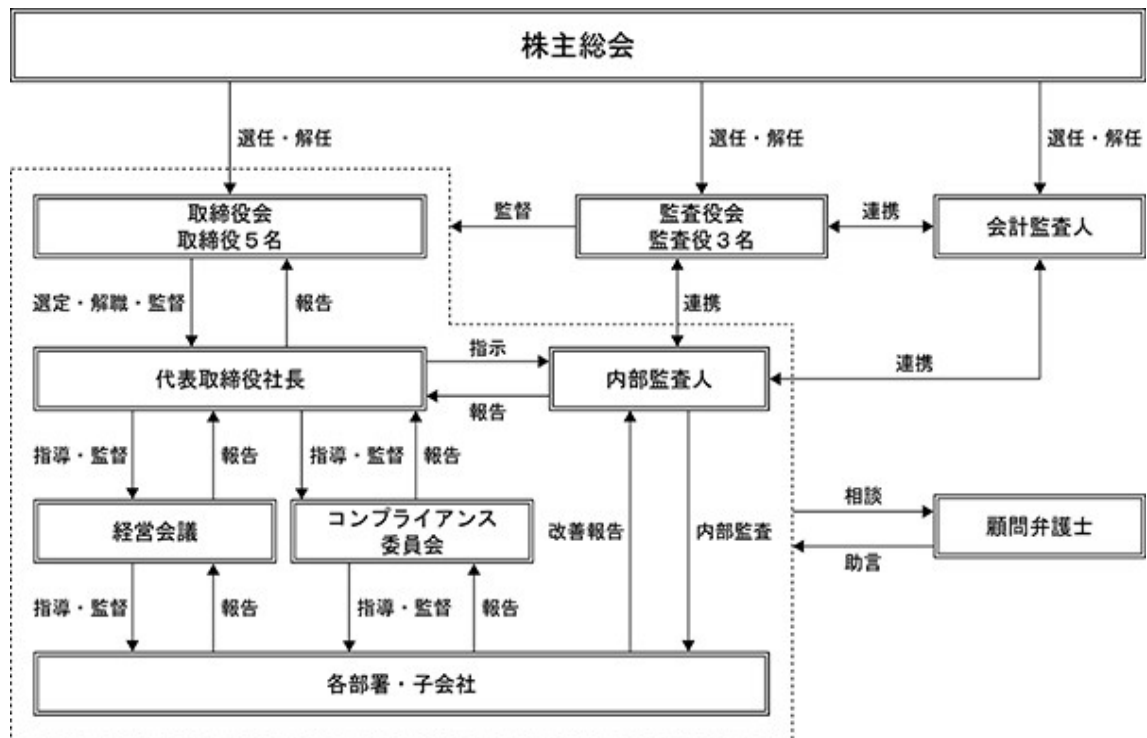 株主総会
選任・解任
選任・解任
選任・解任
取締役会
取締役５名
監督
監査役会
監査役３名
連携
会計監査人
選定・解職・監督
報告
連携
代表取締役社長
指示
報告
内部監査人
連携
指導・監督
報告
指導・監督
報告
経営会議
コンプライアンス
委員会
改善報告
内部監査
相談
助言
顧問弁護士
指導・監督
報告
指導・監督
報告
各部署・子会社